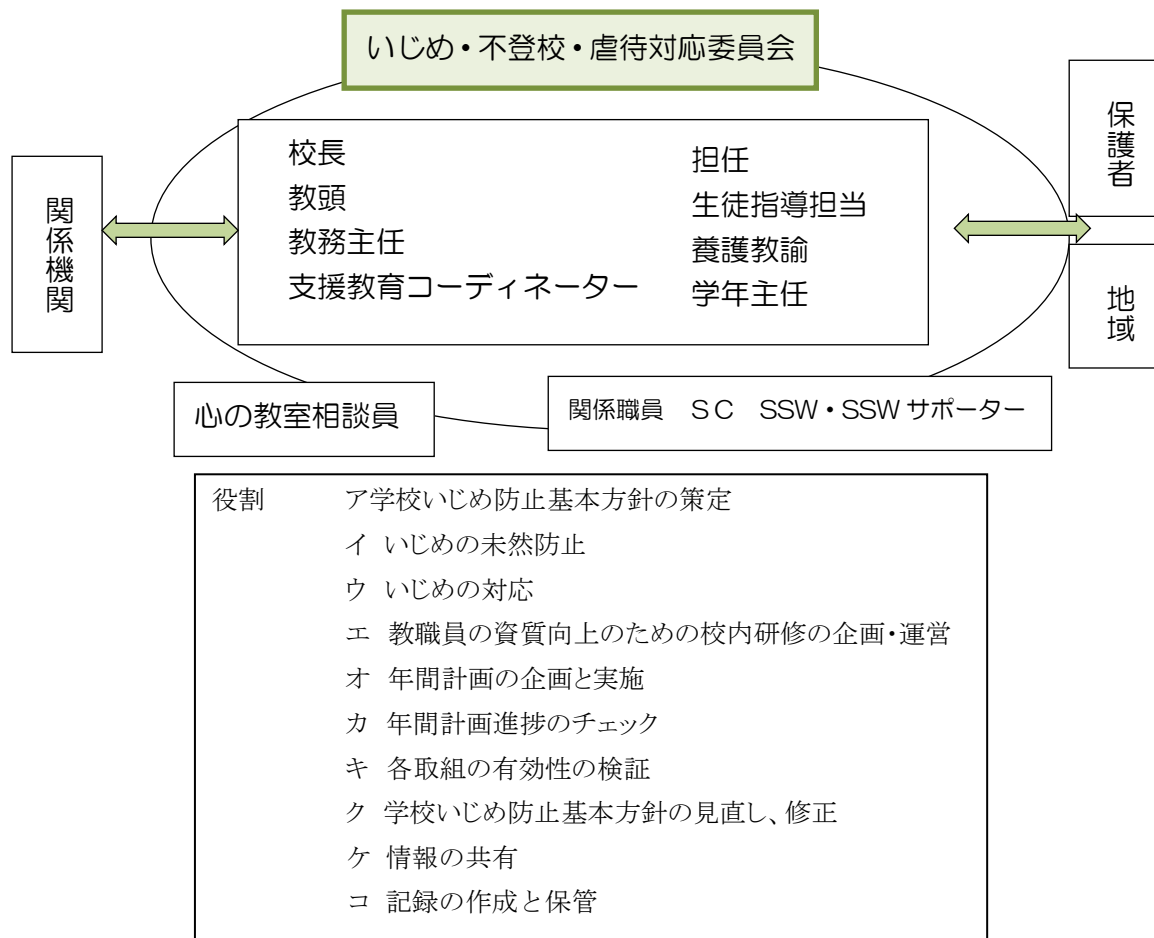 いじめ・不登校・虐待対応委員会
関係機関
校長
教頭
教務主任
支援教育コーディネーター
担任
生徒指導担当
養護教諭
学年主任
保護者
地域
心の教室相談員
関係職員　ＳＣ　SSW・SSWサポーター
役割　ア学校いじめ防止基本方針の策定
イ いじめの未然防止
ウ いじめの対応
エ 教職員の資質向上のための校内研修の企画・運営
オ 年間計画の企画と実施
カ 年間計画進捗のチェック
キ 各取組の有効性の検証
ク 学校いじめ防止基本方針の見直し、修正
ケ 情報の共有
コ 記録の作成と保管